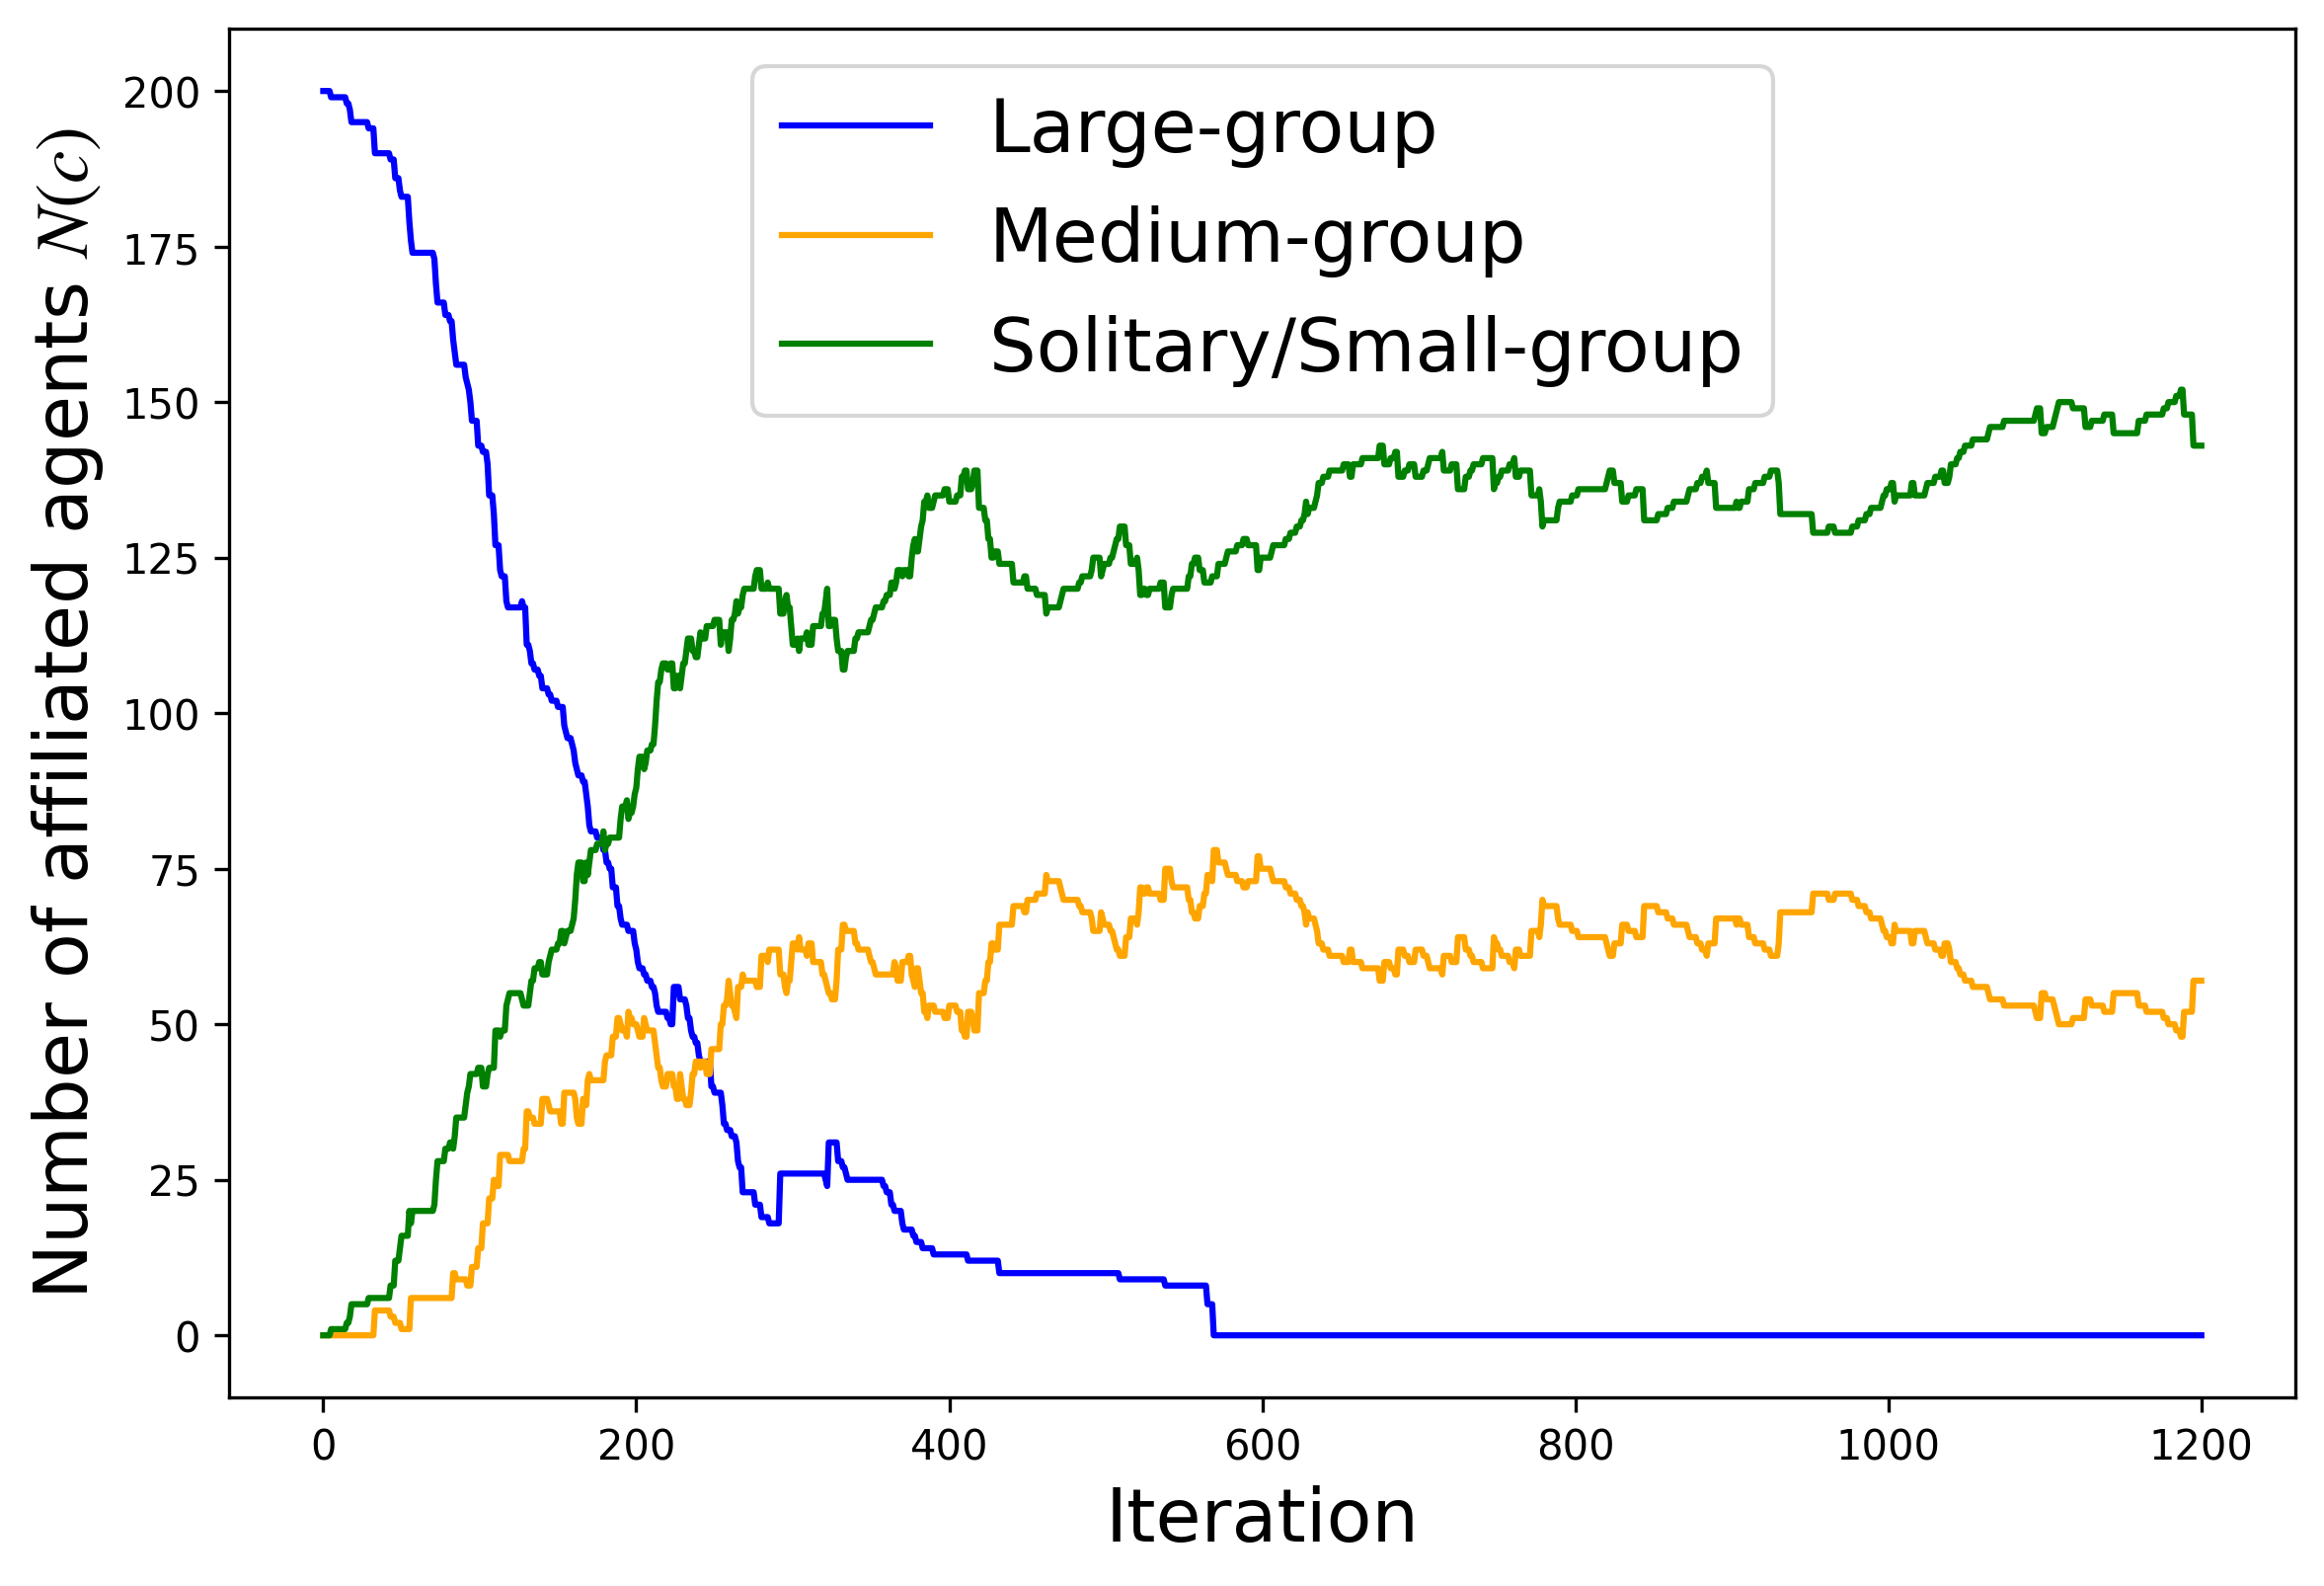 Number of affiliated agents N(c)
200
175
150
125
100
75
50
25
0
Large-group
Medium-group
Solitary/Small-group
0 200 400 600 800 1000 1200
Iteration